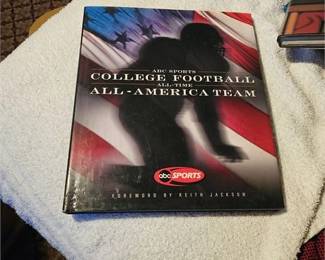 ABC SPORTS
COLLEGE FOOTBALL
ALL-TIME
ALL-AMERICA TEAM
abc SPORTS
FOREWORD BY KEITH JACKSON